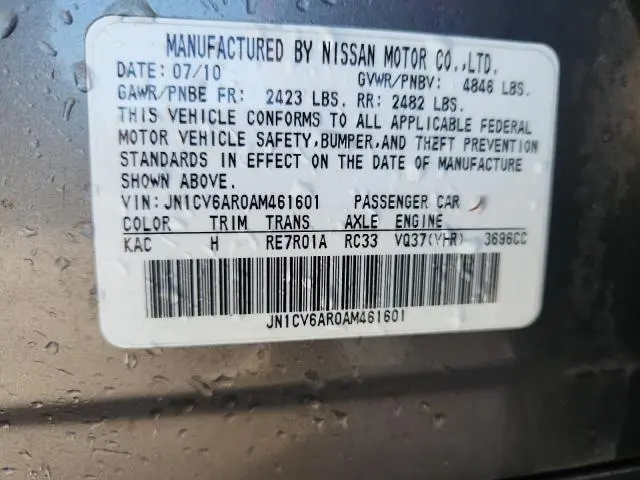 MANUFACTURED BY NISSAN MOTOR CO.,LTD.
DATE: 07/10 GVWR/PNBV: 4846 LBS.
GAWR/PNBE FR: 2423 LBS. RR: 2482 LBS.
THIS VEHICLE CONFORMS TO ALL APPLICABLE FEDERAL
MOTOR VEHICLE SAFETY,BUMPER,AND THEFT PREVENTION
STANDARDS IN EFFECT ON THE DATE OF MANUFACTURE
SHOWN ABOVE.
VIN: JN1CV6AR0AM461601 PASSENGER CAR
COLOR TRIM TRANS AXLE ENGINE
KAC H RE7R01A RC33 VQ37(VHR) 3696CC
JN1CV6AR0AM461601